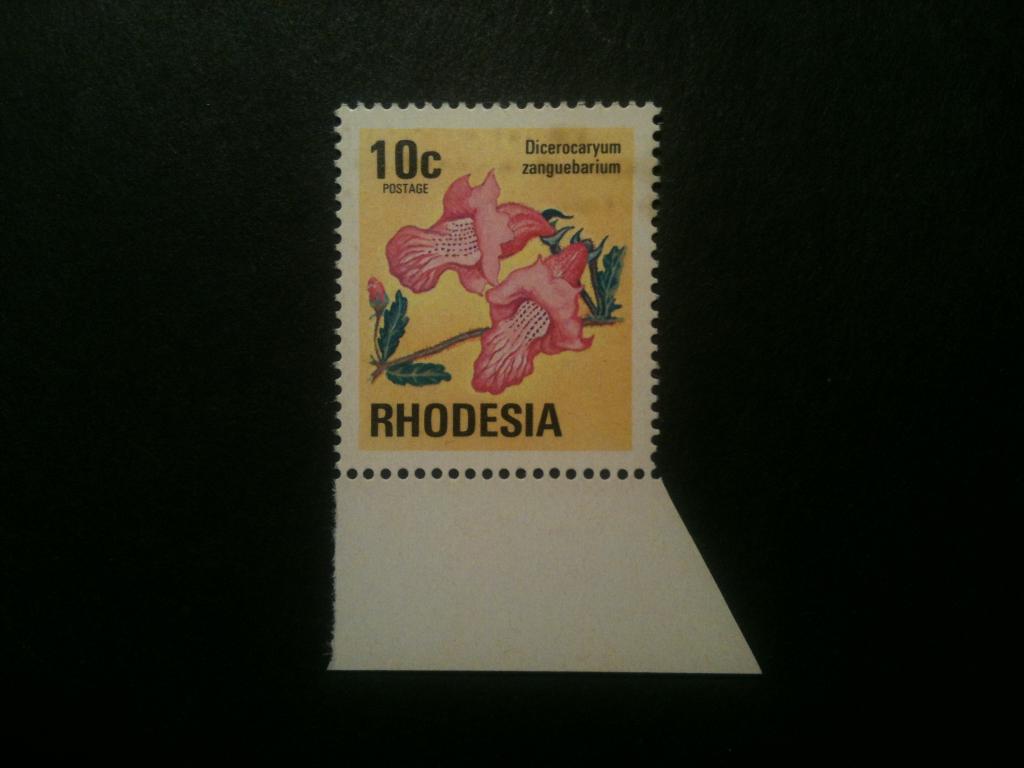 10c
POSTAGE
Dicerocaryum
zanguebarium
RHODESIA